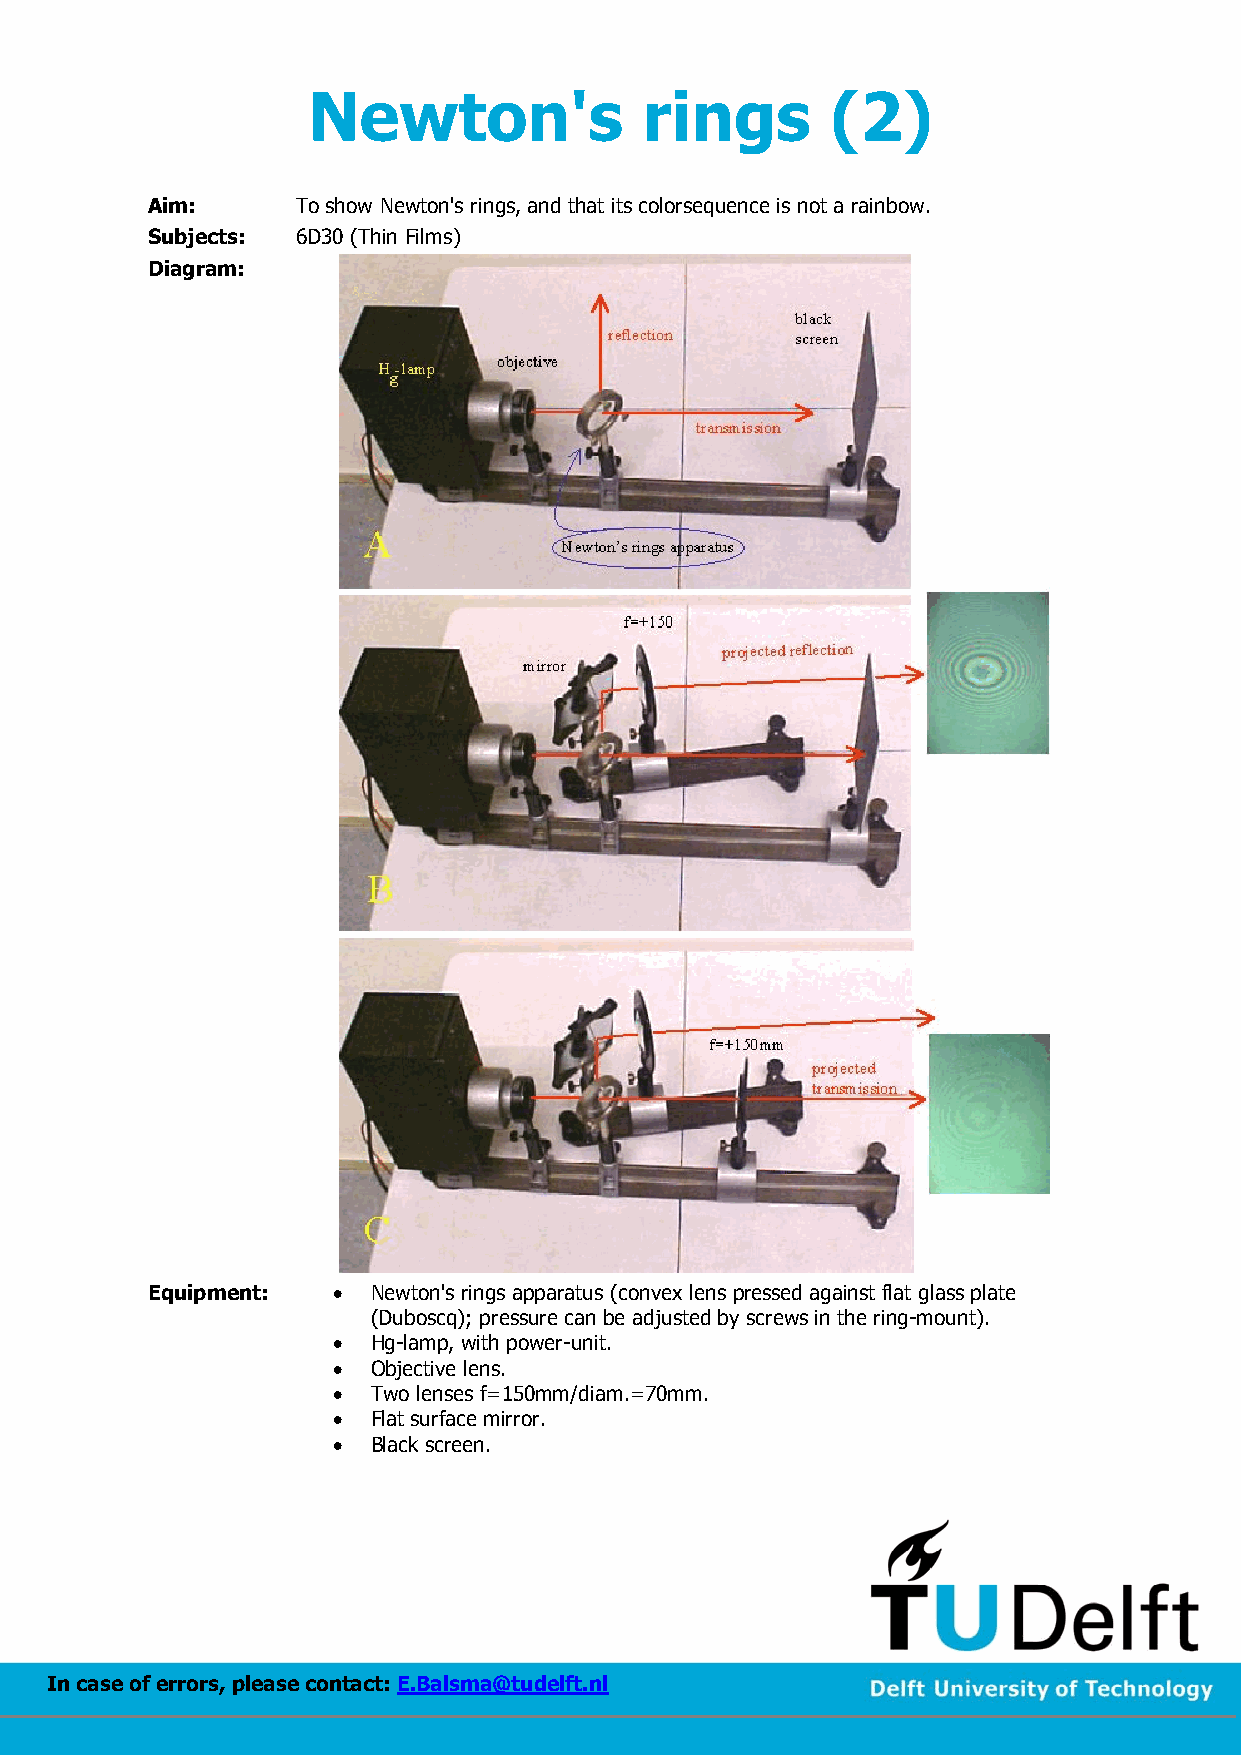 Newton's rings (2)
Aim: To show Newton's rings, and that its colorsequence is not a rainbow.
Subjects: 6D30 (Thin Films)
Diagram:
black
screen
reflection
objective
Hg-lamp
transmission
A
Newton's rings apparatus
f=+150
projected reflection
mirror
B
f=+150mm
projected
transmission
C
Equipment: • Newton's rings apparatus (convex lens pressed against flat glass plate
(Duboscq); pressure can be adjusted by screws in the ring-mount).
• Hg-lamp, with power-unit.
• Objective lens.
• Two lenses f=150mm/diam.=70mm.
• Flat surface mirror.
• Black screen.
TUDelft
In case of errors, please contact: E.Balsma@tudelft.nl
Delft University of Technology